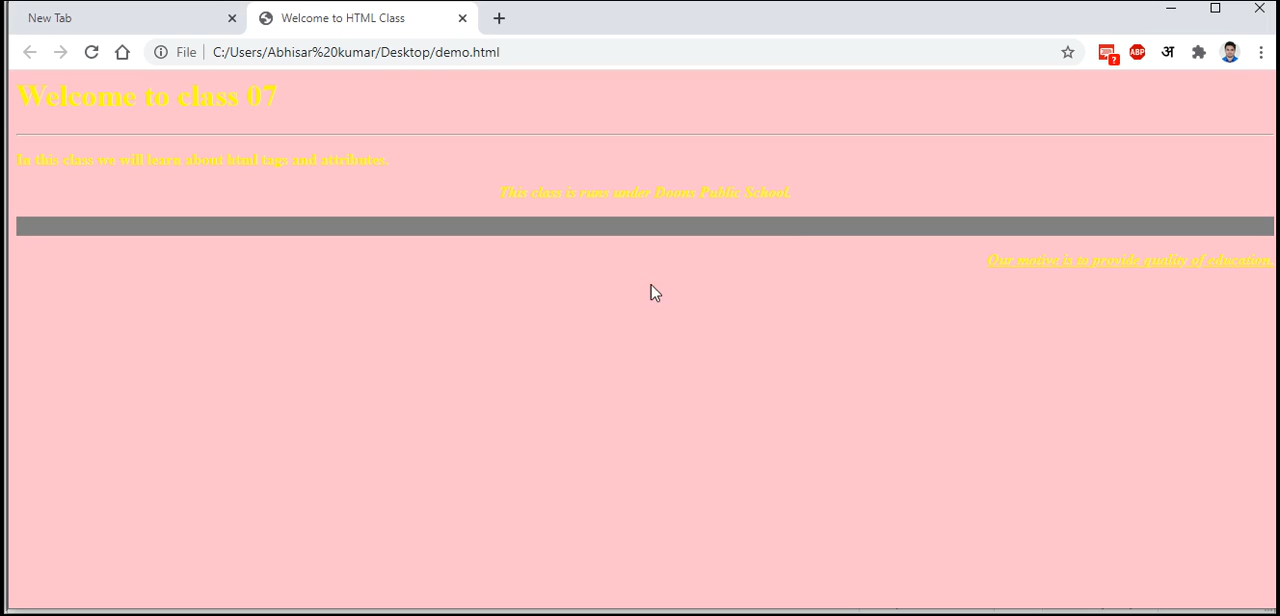 New Tab
Welcome to HTML Class
File
C:/Users/Abhisar%20kumar/Desktop/demo.html
?
ABP
अ
Welcome to class 07
In this class we will learn about html tags and attributes.
This class is runs under Doons Public School.
Our motive is to provide quality of education.